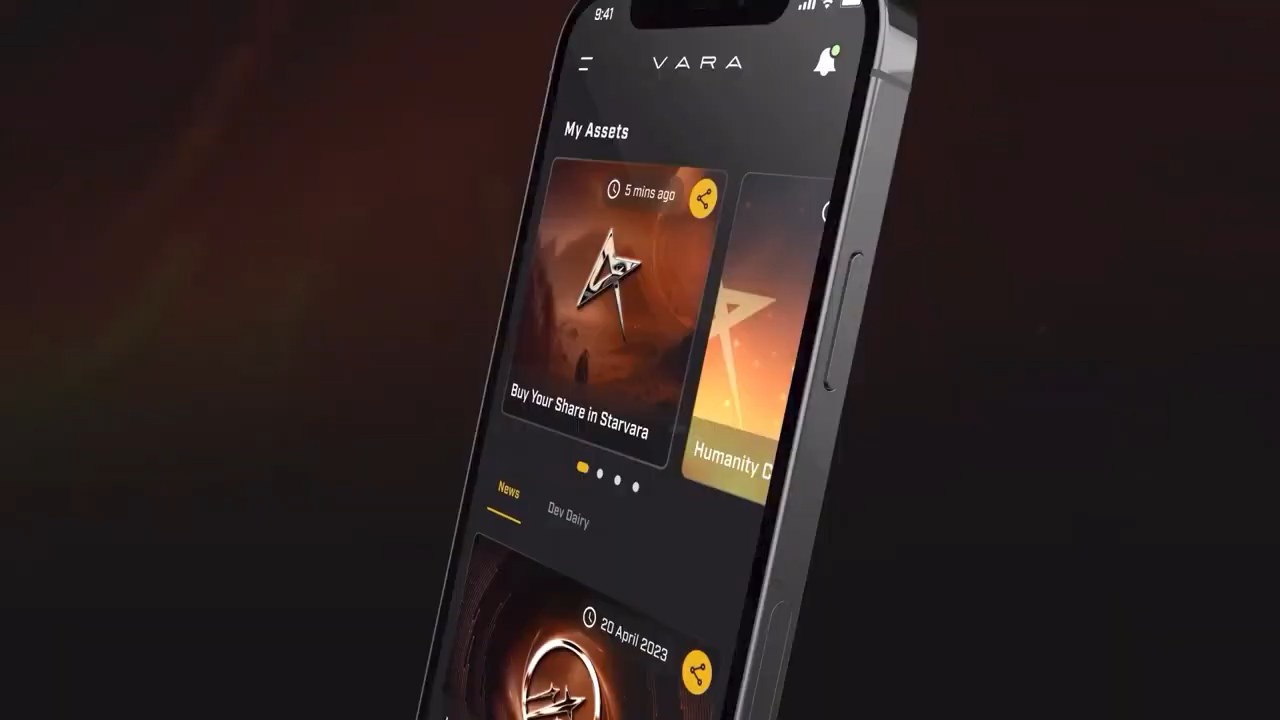 9:41
VARA
My Assets
5 mins ago
Buy Your Share in Starvara
Humanity C
News
Dev Dairy
20 April 2023